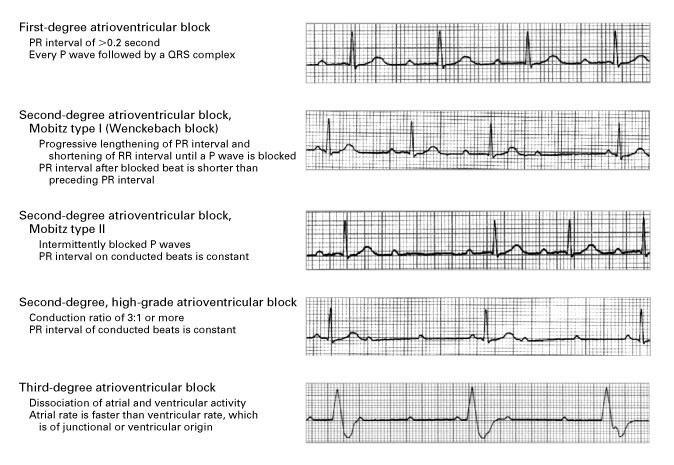 First-degree atrioventricular block
PR interval of >0.2 second
Every P wave followed by a QRS complex
Second-degree atrioventricular block,
Mobitz type I (Wenckebach block)
Progressive lengthening of PR interval and
shortening of RR interval until a P wave is blocked
PR interval after blocked beat is shorter than
preceding PR interval
Second-degree atrioventricular block,
Mobitz type II
Intermittently blocked P waves
PR interval on conducted beats is constant
Second-degree, high-grade atrioventricular block
Conduction ratio of 3:1 or more
PR interval of conducted beats is constant
Third-degree atrioventricular block
Dissociation of atrial and ventricular activity
Atrial rate is faster than ventricular rate, which
is of junctional or ventricular origin